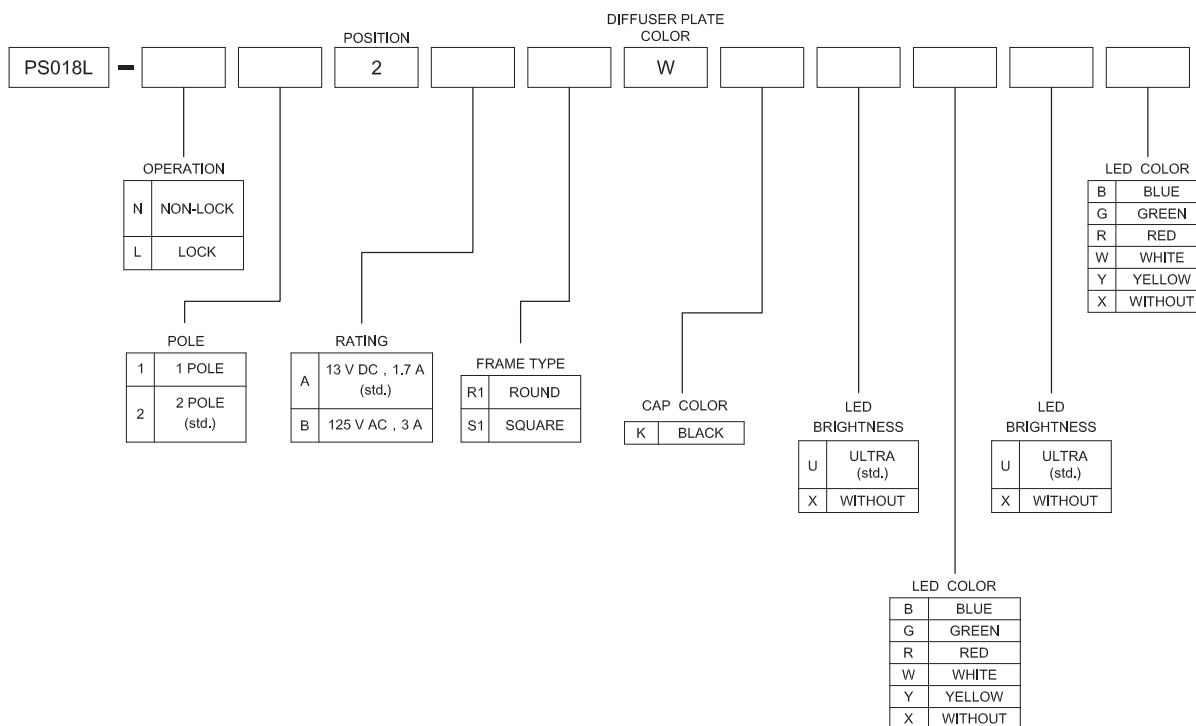 DIFFUSER PLATE
COLOR
POSITION
PS018L - 2 W
OPERATION
N NON-LOCK
L LOCK
POLE
1 1 POLE
2 2 POLE
(std.)
RATING
A 13 V DC , 1.7 A
(std.)
B 125 V AC , 3 A
FRAME TYPE
R1 ROUND
S1 SQUARE
CAP COLOR
K BLACK
LED
BRIGHTNESS
U ULTRA
(std.)
X WITHOUT
LED COLOR
B BLUE
G GREEN
R RED
W WHITE
Y YELLOW
X WITHOUT
LED
BRIGHTNESS
U ULTRA
(std.)
X WITHOUT
LED COLOR
B BLUE
G GREEN
R RED
W WHITE
Y YELLOW
X WITHOUT